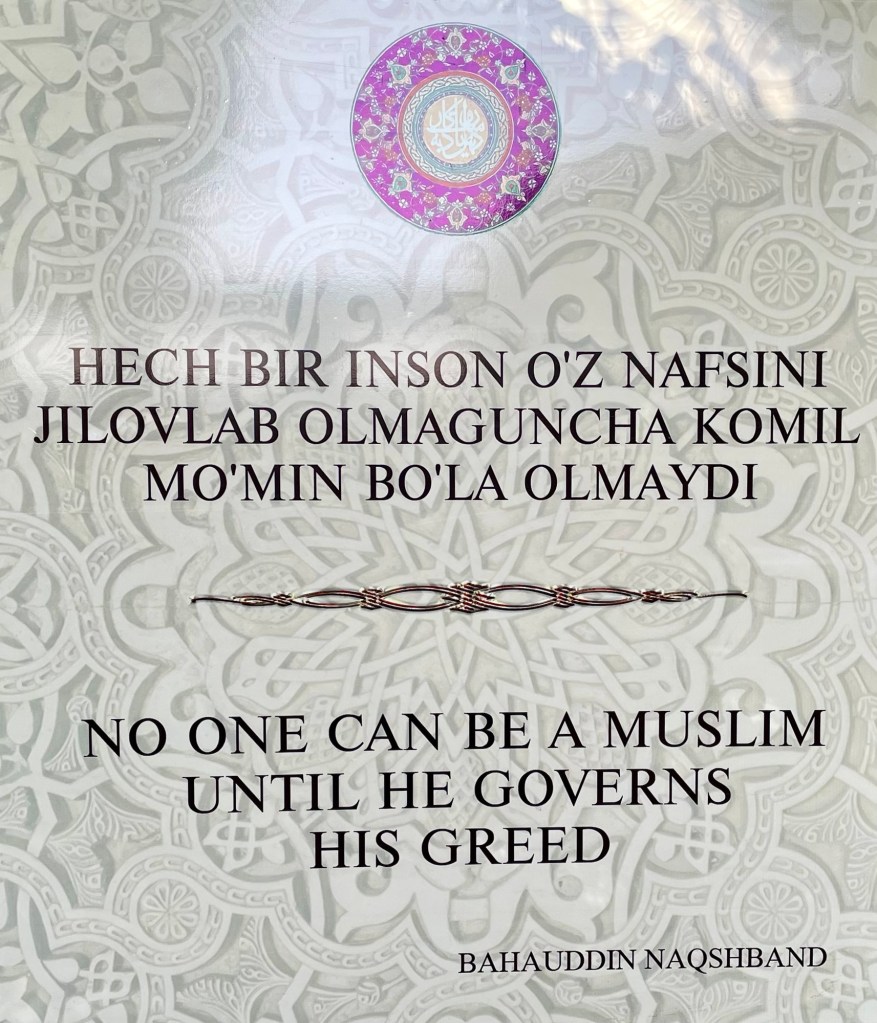 HECH BIR INSON O'Z NAFSINI
JILOVLAB OLMAGUNCHA KOMIL
MO'MIN BO'LA OLMAYDI
NO ONE CAN BE A MUSLIM
UNTIL HE GOVERNS
HIS GREED
BAHAUDDIN NAQSHBAND